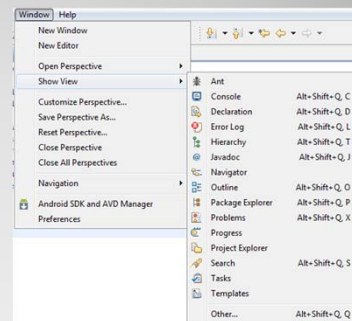 Window Help
New Window
New Editor
Open Perspective
Show View
Customize Perspective...
Save Perspective As...
Reset Perspective...
Close Perspective
Close All Perspectives
Navigation
Android SDK and AVD Manager
Preferences
Ant
Console Alt+Shift+Q, C
Declaration Alt+Shift+Q, D
Error Log Alt+Shift+Q, L
Hierarchy Alt+Shift+Q, T
Javadoc Alt+Shift+Q, J
Navigator
Outline Alt+Shift+Q, O
Package Explorer Alt+Shift+Q, P
Problems Alt+Shift+Q, X
Progress
Project Explorer
Search Alt+Shift+Q, S
Tasks
Templates
Other... Alt+Shift+Q, Q